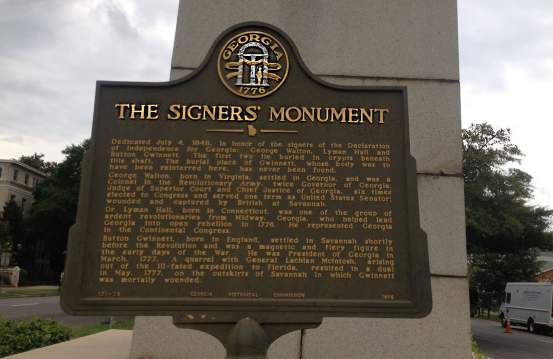 GEORGIA
1776
THE SIGNERS' MONUMENT
Dedicated July 4, 1848, in honor of the signers of the Declaration
of Independence for Georgia: George Walton, Lyman Hall and
Button Gwinnett. The first two lie buried in crypts beneath
this shaft. The burial place of Gwinnett, whose body was to
have been reinterred here, has never been found.
George Walton, born in Virginia, settled in Georgia, and was a
Colonel in the Revolutionary Army, twice Governor of Georgia,
Judge of Superior Court and Chief Justice of Georgia, six times
elected to Congress and served one term as United States Senator;
wounded and captured by British at Savannah.
Dr. Lyman Hall, born in Connecticut, was one of the group of
ardent revolutionaries from Midway, Georgia, who helped lead
Georgia into open rebellion in 1776. He represented Georgia
in the Continental Congress.
Button Gwinnett, born in England, settled in Savannah shortly
before the Revolution and was a magnetic and fiery figure in
the early days of the War. He was President of Georgia in
March, 1777. A quarrel with General Lachlan McIntosh, arising
out of the ill-fated expedition to Florida, resulted in a duel
in May, 1777, on the outskirts of Savannah in which Gwinnett
was mortally wounded.
GEORGIA HISTORICAL COMMISSION